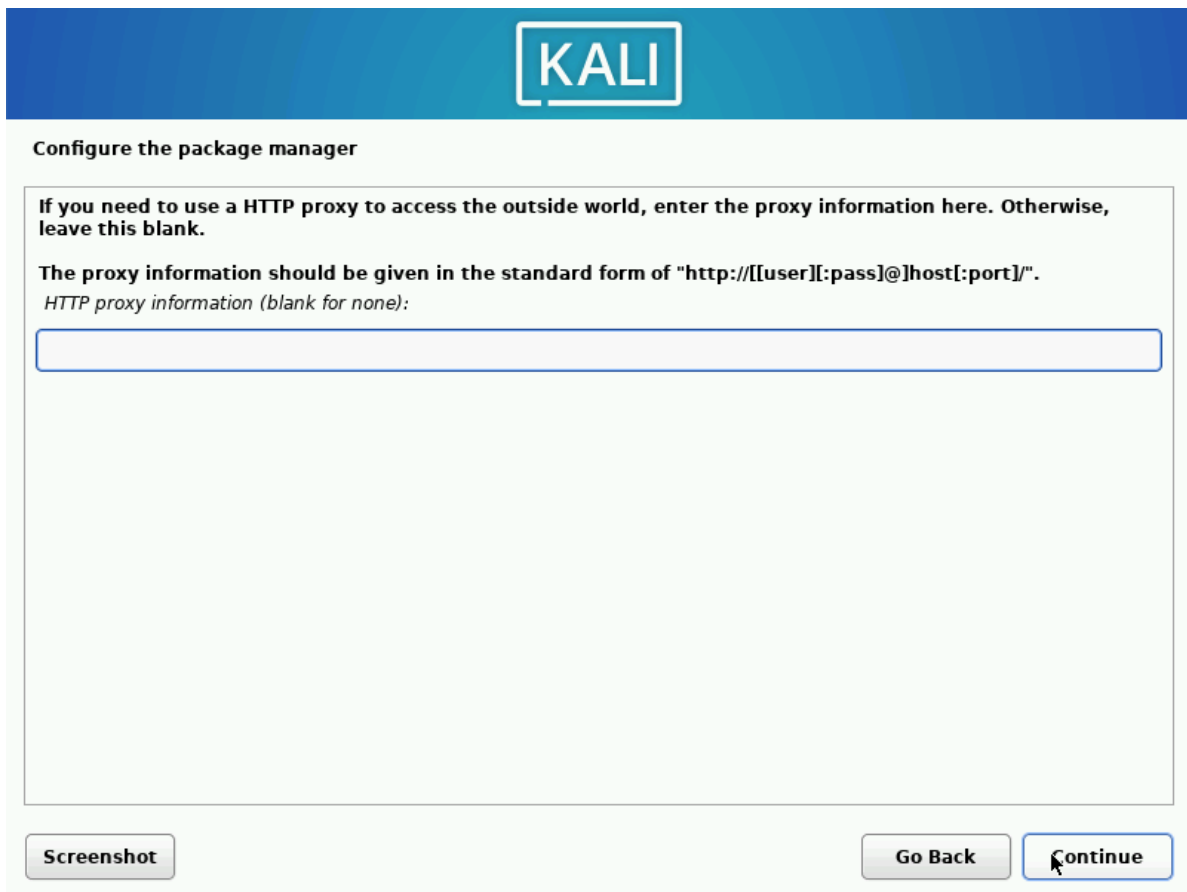 KALI
Configure the package manager
If you need to use a HTTP proxy to access the outside world, enter the proxy information here. Otherwise,
leave this blank.
The proxy information should be given in the standard form of "http://[[user][:pass]@]host[:port]/".
HTTP proxy information (blank for none):
Screenshot
Go Back
Continue